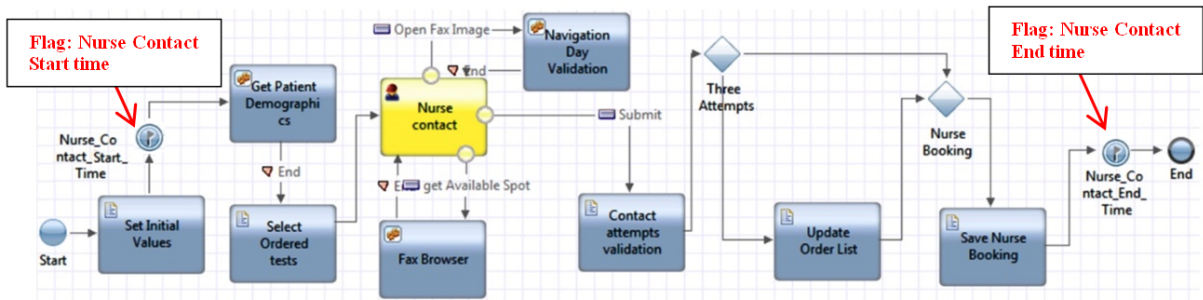 Flag: Nurse Contact
Start time
Flag: Nurse Contact
End time
Open Fax Image
Navigation
Day
Validation
End
Three
Attempts
Get Patient
Demographi
cs
Nurse
contact
Submit
Nurse_Co
ntact_Start_
Time
Nurse
Booking
End
E
get Available Spot
Nurse_Co
ntact_End_
Time
End
Start
Set Initial
Values
Select
Ordered
tests
Fax Browser
Contact
attempts
validation
Update
Order List
Save Nurse
Booking